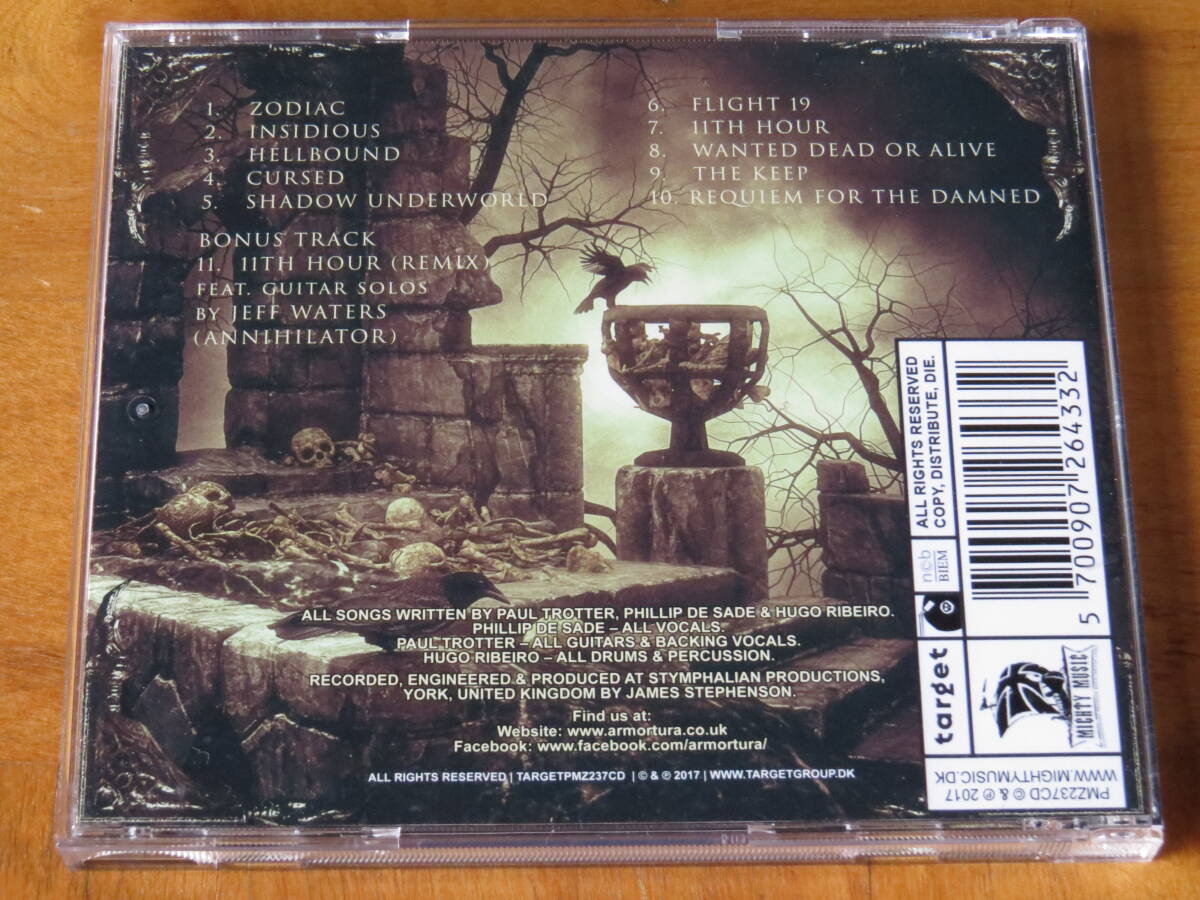 1. ZODIAC
2. INSIDIOUS
3. HELLBOUND
4. CURSED
5. SHADOW UNDERWORLD
6. FLIGHT 19
7. 11TH HOUR
8. WANTED DEAD OR ALIVE
9. THE KEEP
10. REQUIEM FOR THE DAMNED
BONUS TRACK
11. 11TH HOUR (REMIX)
FEAT. GUITAR SOLOS
BY JEFF WATERS
(ANNIHILATOR)
ALL SONGS WRITTEN BY PAUL TROTTER, PHILLIP DE SADE & HUGO RIBEIRO.
PHILLIP DE SADE – ALL VOCALS.
PAUL TROTTER – ALL GUITARS & BACKING VOCALS.
HUGO RIBEIRO – ALL DRUMS & PERCUSSION.
RECORDED, ENGINEERED & PRODUCED AT STYMPHALIAN PRODUCTIONS,
YORK, UNITED KINGDOM BY JAMES STEPHENSON.
Find us at:
Website: www.armortura.co.uk
Facebook: www.facebook.com/armortura/
ALL RIGHTS RESERVED | TARGETPMZ237CD | © & ℗ 2017 | WWW.TARGETGROUP.DK
ALL RIGHTS RESERVED
COPY, DISTRIBUTE, DIE.
ncb
BIEM
target
5 700907 264332
MIGHTY MUSIC
PMZ237CD © & ℗ 2017
WWW.MIGHTYMUSIC.DK